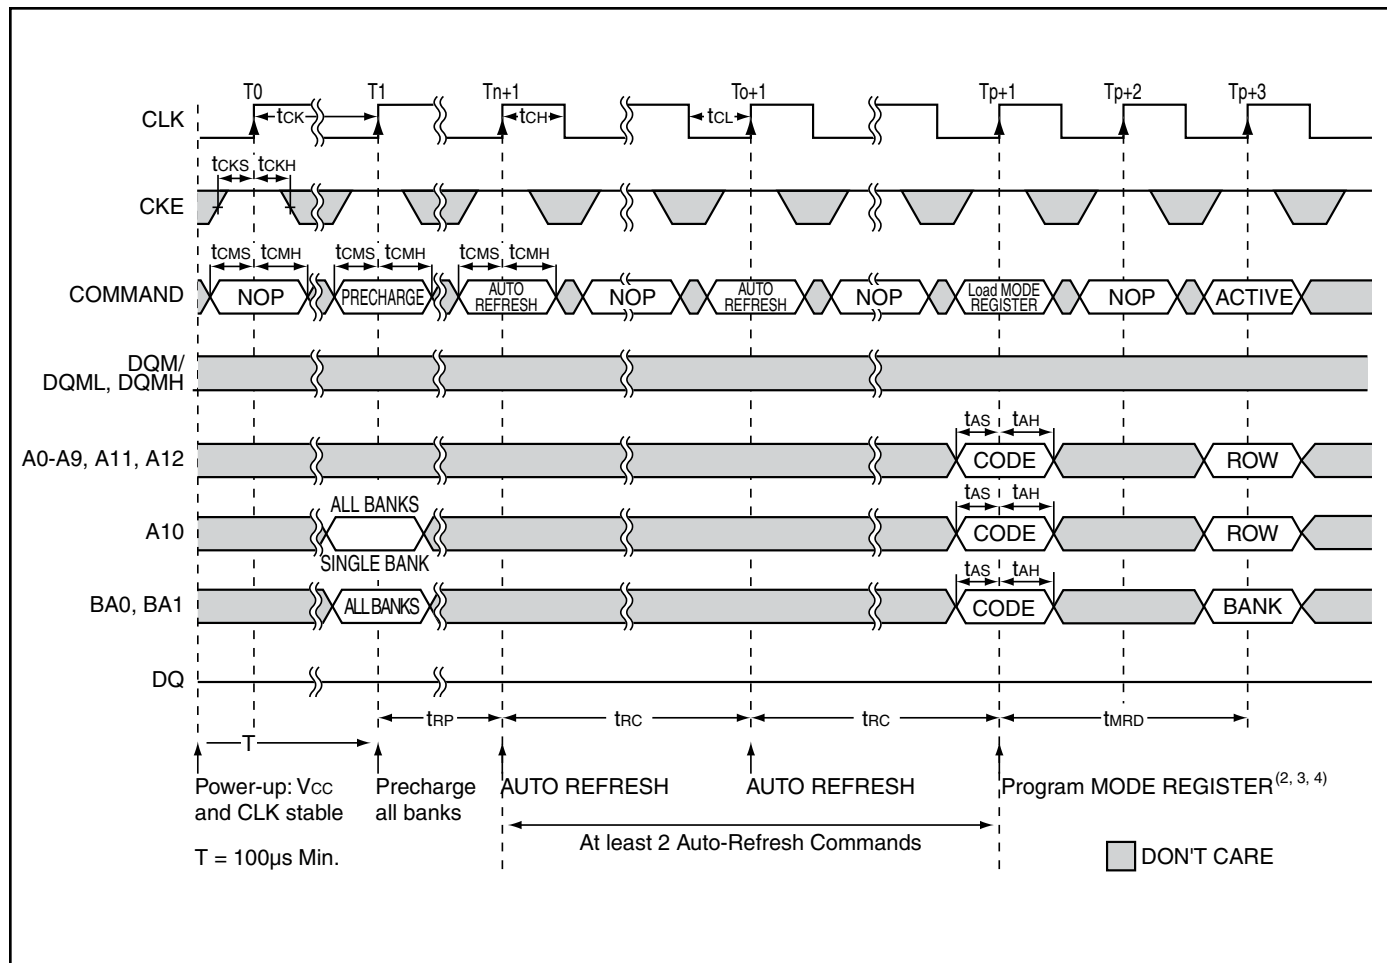 T0 T1 Tn+1 To+1 Tp+1 Tp+2 Tp+3
CLK tCK tCH tCL
tCKS tCKH
CKE
tCMS tCMH tCMS tCMH tCMS tCMH
COMMAND NOP PRECHARGE AUTO REFRESH NOP AUTO REFRESH NOP Load MODE REGISTER NOP ACTIVE
DQM/
DQML, DQMH
tAS tAH
A0-A9, A11, A12 CODE ROW
ALL BANKS tAS tAH
A10 CODE ROW
SINGLE BANK tAS tAH
BA0, BA1 ALL BANKS CODE BANK
DQ
tRP tRC tRC tMRD
T
Power-up: VCC
and CLK stable
Precharge
all banks
AUTO REFRESH
AUTO REFRESH
Program MODE REGISTER(2, 3, 4)
At least 2 Auto-Refresh Commands
T = 100µs Min.
DON'T CARE